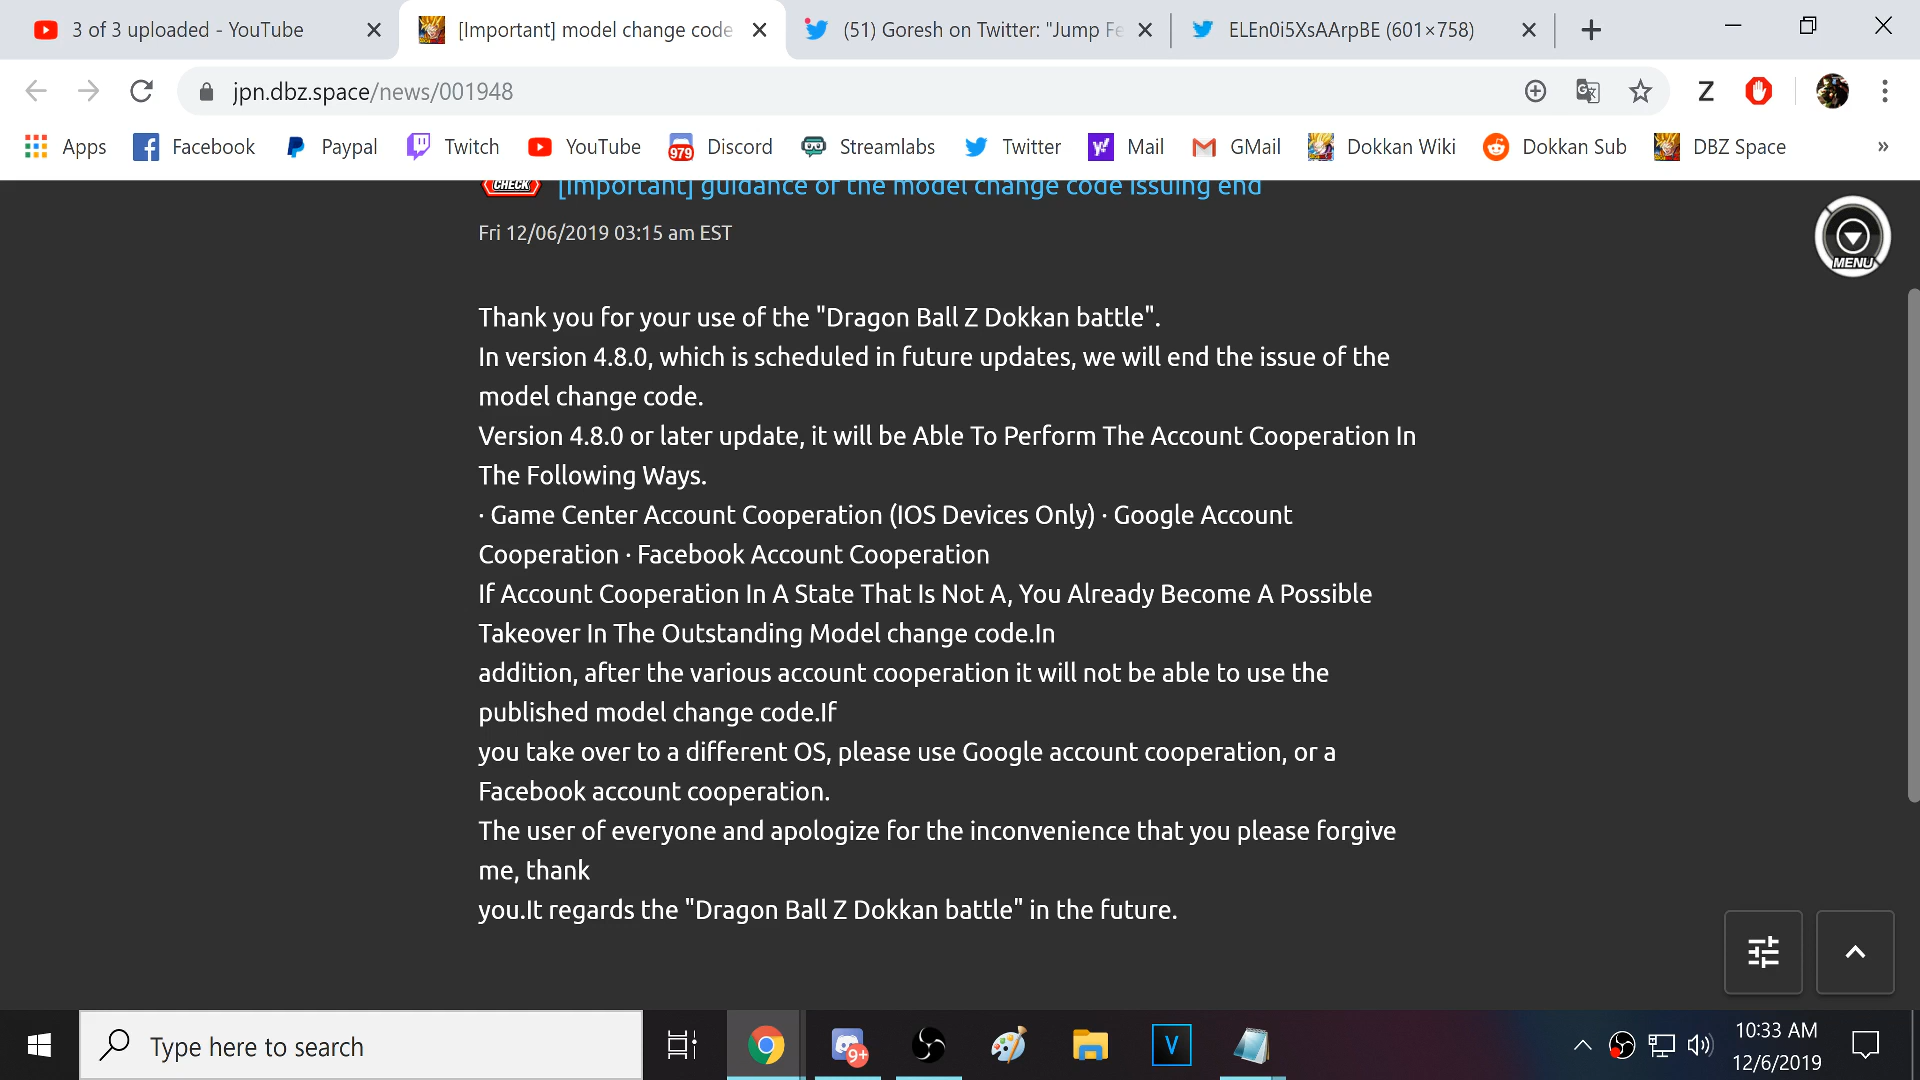 3 of 3 uploaded - YouTube
[Important] model change code
(51) Goresh on Twitter: "Jump Fe
ELEn0i5XsAArpBE (601×758)
jpn.dbz.space/news/001948
Z
Apps
Facebook
Paypal
Twitch
YouTube
979
Discord
Streamlabs
Twitter
Mail
GMail
Dokkan Wiki
Dokkan Sub
DBZ Space
»
CHECK
[Important] guidance of the model change code issuing end
Fri 12/06/2019 03:15 am EST
MENU
Thank you for your use of the "Dragon Ball Z Dokkan battle".
In version 4.8.0, which is scheduled in future updates, we will end the issue of the
model change code.
Version 4.8.0 or later update, it will be Able To Perform The Account Cooperation In
The Following Ways.
· Game Center Account Cooperation (IOS Devices Only) · Google Account
Cooperation · Facebook Account Cooperation
If Account Cooperation In A State That Is Not A, You Already Become A Possible
Takeover In The Outstanding Model change code.In
addition, after the various account cooperation it will not be able to use the
published model change code.If
you take over to a different OS, please use Google account cooperation, or a
Facebook account cooperation.
The user of everyone and apologize for the inconvenience that you please forgive
me, thank
you.It regards the "Dragon Ball Z Dokkan battle" in the future.
Type here to search
9+
V
10:33 AM
12/6/2019